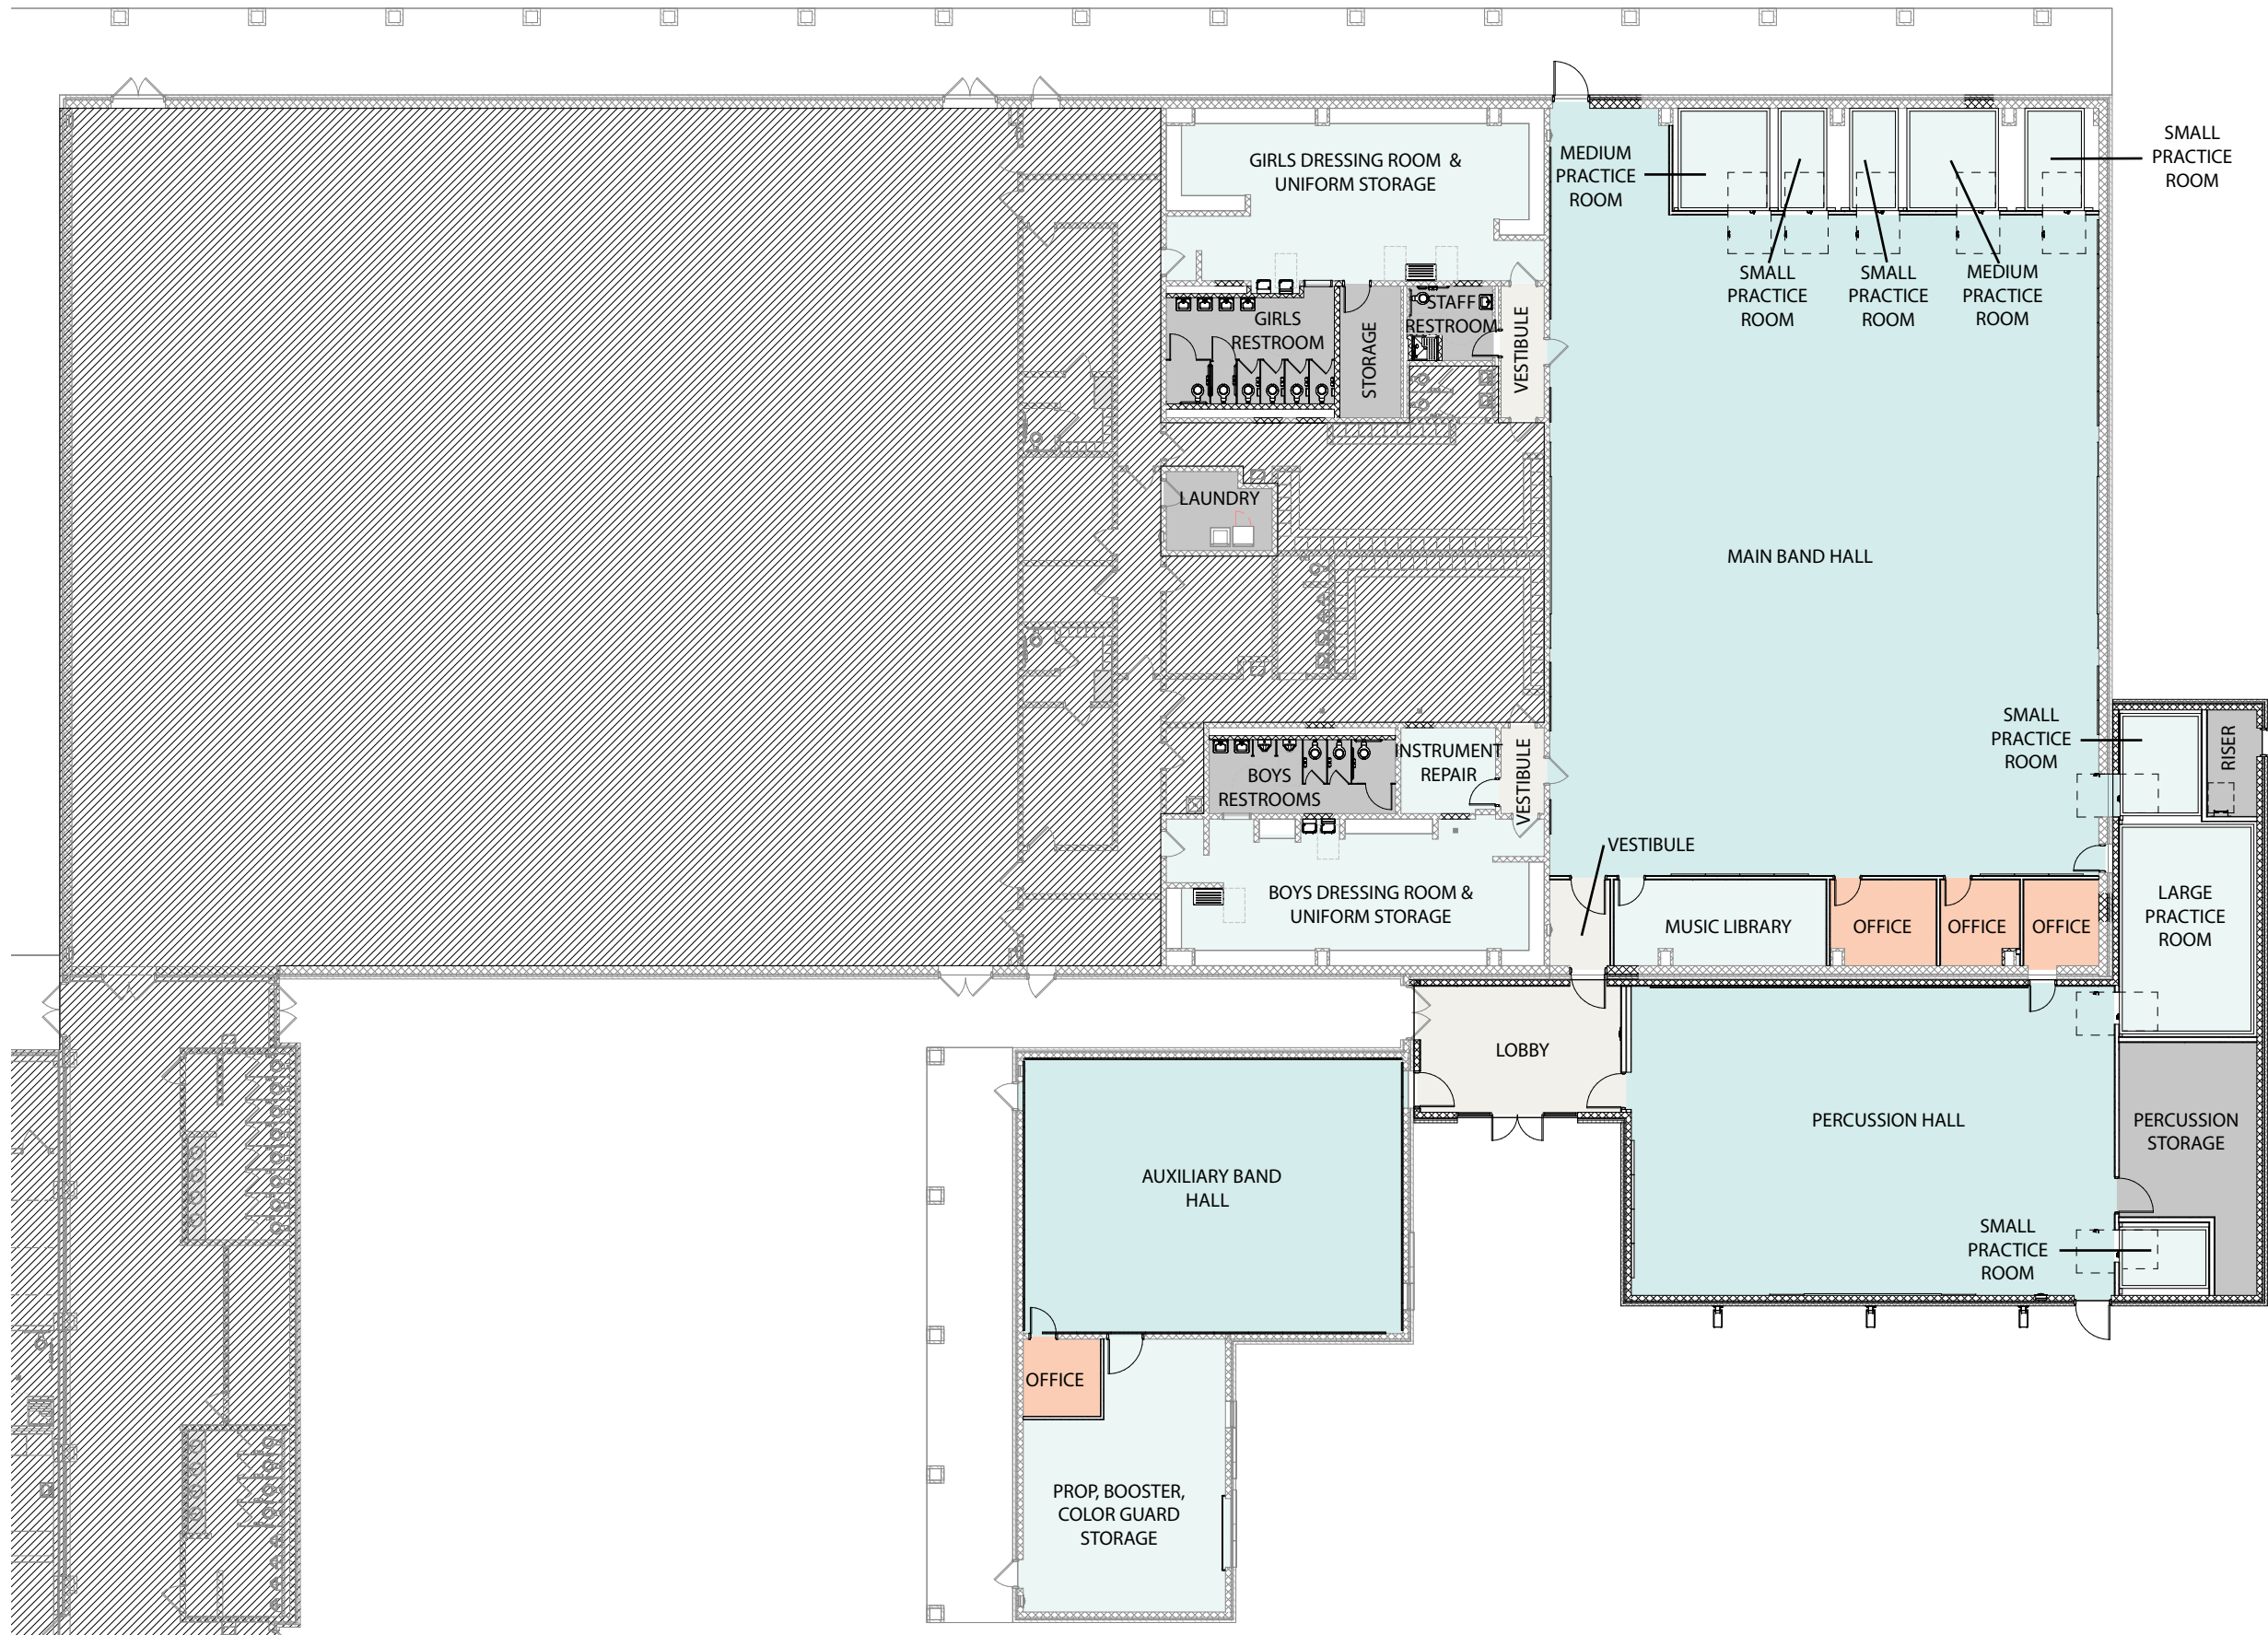 SMALL
PRACTICE
ROOM
MEDIUM
PRACTICE
ROOM
GIRLS DRESSING ROOM &
UNIFORM STORAGE
SMALL
PRACTICE
ROOM
SMALL
PRACTICE
ROOM
MEDIUM
PRACTICE
ROOM
GIRLS
RESTROOM
STORAGE
STAFF
RESTROOM
VESTIBULE
LAUNDRY
MAIN BAND HALL
SMALL
PRACTICE
ROOM
RISER
BOYS
RESTROOMS
INSTRUMENT
REPAIR
VESTIBULE
VESTIBULE
BOYS DRESSING ROOM &
UNIFORM STORAGE
MUSIC LIBRARY
OFFICE
OFFICE
OFFICE
LARGE
PRACTICE
ROOM
LOBBY
PERCUSSION HALL
PERCUSSION
STORAGE
AUXILIARY BAND
HALL
SMALL
PRACTICE
ROOM
OFFICE
PROP, BOOSTER,
COLOR GUARD
STORAGE